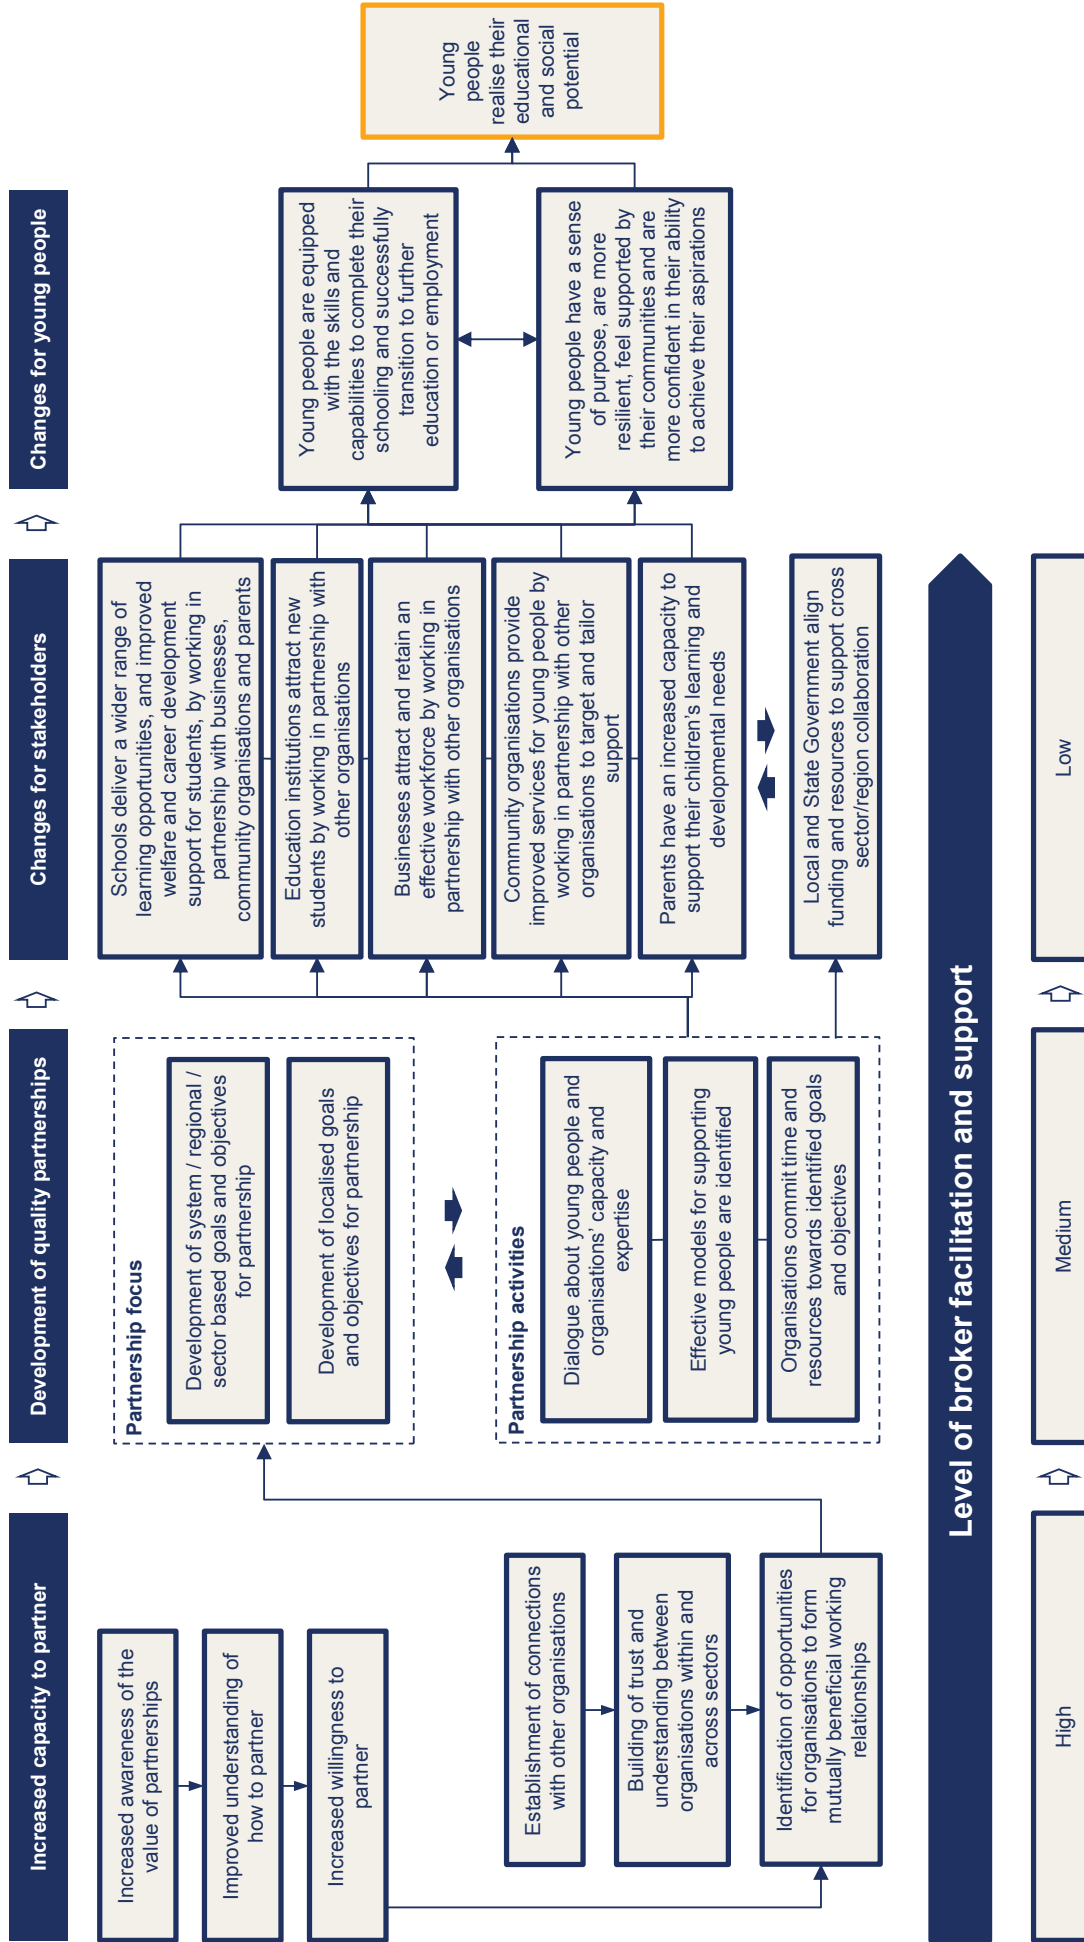 Increased capacity to partner
Development of quality partnerships
Changes for stakeholders
Changes for young people
Increased awareness of the
value of partnerships
Improved understanding of
how to partner
Increased willingness to
partner
Establishment of connections
with other organisations
Building of trust and
understanding between
organisations within and
across sectors
Identification of opportunities
for organisations to form
mutually beneficial working
relationships
Partnership focus
Development of system / regional /
sector based goals and objectives
for partnership
Development of localised goals
and objectives for partnership
Partnership activities
Dialogue about young people and
organisations’ capacity and
expertise
Effective models for supporting
young people are identified
Organisations commit time and
resources towards identified goals
and objectives
Schools deliver a wider range of
learning opportunities, and improved
welfare and career development
support for students, by working in
partnership with businesses,
community organisations and parents
Education institutions attract new
students by working in partnership with
other organisations
Businesses attract and retain an
effective workforce by working in
partnership with other organisations
Community organisations provide
improved services for young people by
working in partnership with other
organisations to target and tailor
support
Parents have an increased capacity to
support their children’s learning and
developmental needs
Local and State Government align
funding and resources to support cross
sector/region collaboration
Young people are equipped
with the skills and
capabilities to complete their
schooling and successfully
transition to further
education or employment
Young people have a sense
of purpose, are more
resilient, feel supported by
their communities and are
more confident in their ability
to achieve their aspirations
Young
people
realise their
educational
and social
potential
Level of broker facilitation and support
High
Medium
Low